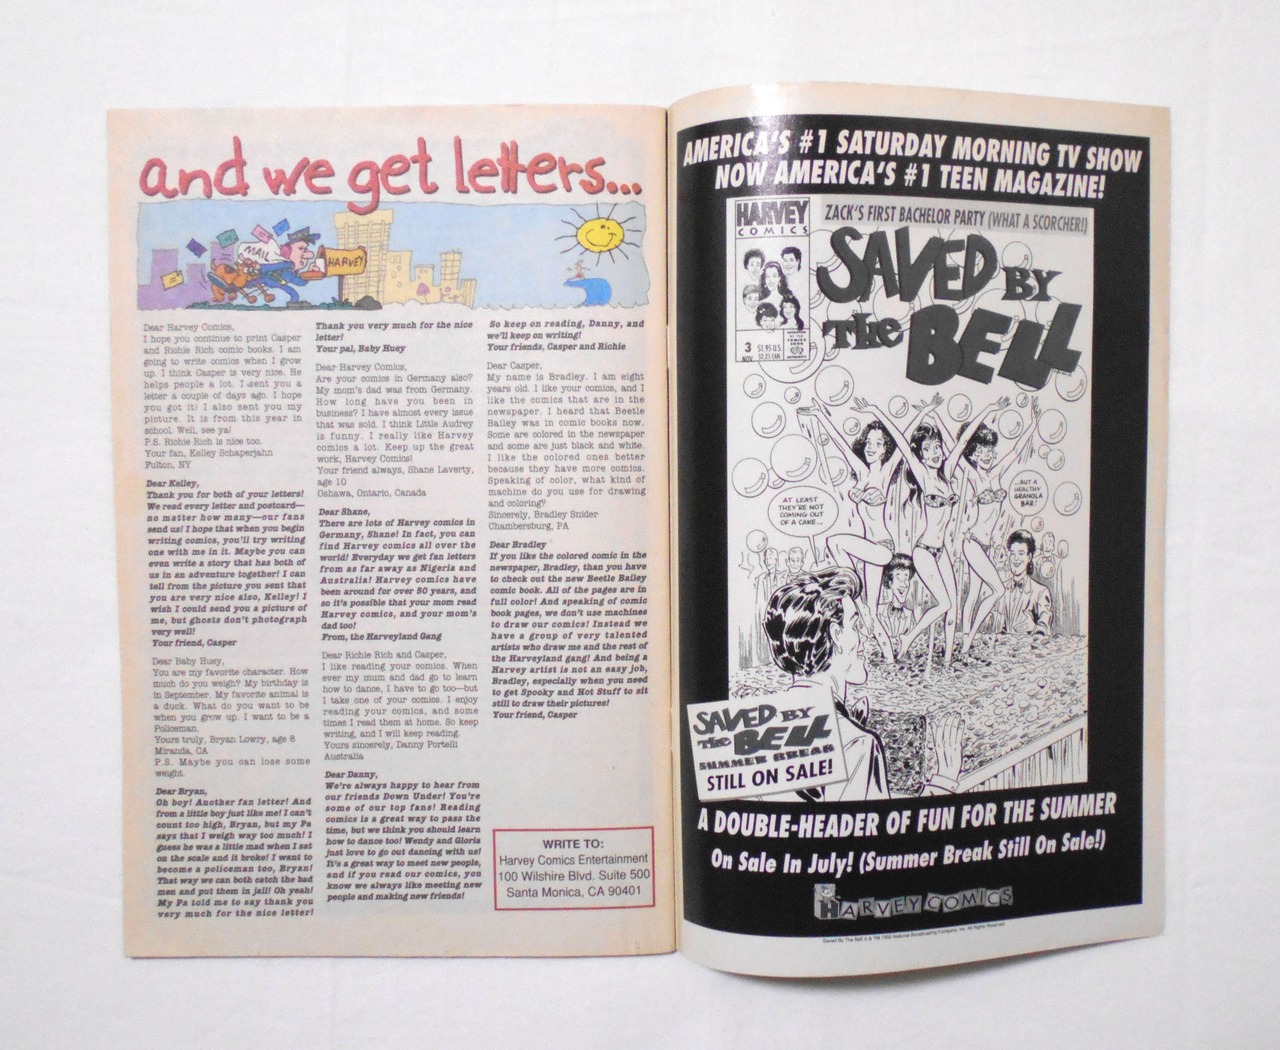 and we get letters...
MAIL
HARVEY
Dear Harvey Comics,
I hope you continue to print Casper
and Richie Rich comic books. I am
going to write comics when I grow
up. I think Casper is very nice. He
helps people a lot. I sent you a
letter a couple of days ago. I hope
you got it! I also sent you my
picture. It is from this year in
school. Well, see ya!
P.S. Richie Rich is nice too.
Your fan, Kelley Schaperjahn
Fulton, NY
Dear Kelley,
Thank you for both of your letters!
We read every letter and postcard—
no matter how many—our fans
send us! I hope that when you begin
writing comics, you'll try writing
one with me in it. Maybe you can
even write a story that has both of
us in an adventure together! I can
tell from the picture you sent that
you are very nice also, Kelley! I
wish I could send you a picture of
me, but ghosts don't photograph
very well!
Your friend, Casper
Dear Baby Huey,
You are my favorite character. How
much do you weigh? My birthday is
in September. My favorite animal is
a duck. What do you want to be
when you grow up. I want to be a
Policeman.
Yours truly, Bryan Lowry, age 8
Miranda, CA
P.S. Maybe you can lose some
weight.
Dear Bryan,
Oh boy! Another fan letter! And
from a little boy just like me! I can't
count too high, Bryan, but my Pa
says that I weigh way too much! I
guess he was a little mad when I sat
on the scale and it broke! I want to
become a policeman too, Bryan!
That way we can both catch the bad
men and put them in jail! Oh yeah!
My Pa told me to say thank you
very much for the nice letter!
Thank you very much for the nice
letter!
Your pal, Baby Huey
Dear Harvey Comics,
Are your comics in Germany also?
My mom's dad was from Germany.
How long have you been in
business? I have almost every issue
that was sold. I think Little Audrey
is funny. I really like Harvey
comics a lot. Keep up the great
work, Harvey Comics!
Your friend always, Shane Laverty,
age 10
Oshawa, Ontario, Canada
Dear Shane,
There are lots of Harvey comics in
Germany, Shane! In fact, you can
find Harvey comics all over the
world! Everyday we get fan letters
from as far away as Nigeria and
Australia! Harvey comics have
been around for over 50 years, and
so it's possible that your mom read
Harvey comics, and your mom's
dad too!
From, the Harveyland Gang
Dear Richie Rich and Casper,
I like reading your comics. When
ever my mum and dad go to learn
how to dance, I have to go too—but
I take one of your comics. I enjoy
reading your comics, and some
times I read them at home. So keep
writing, and I will keep reading.
Yours sincerely, Danny Portelli
Australia
Dear Danny,
We're always happy to hear from
our friends Down Under! You're
some of our top fans! Reading
comics is a great way to pass the
time, but we think you should learn
how to dance too! Wendy and Gloria
just love to go out dancing with us!
It's a great way to meet new people,
and if you read our comics, you
know we always like meeting new
people and making new friends!
So keep on reading, Danny, and
we'll keep on writing!
Your friends, Casper and Richie
Dear Casper,
My name is Bradley. I am eight
years old. I like your comics, and I
like the comics that are in the
newspaper. I heard that Beetle
Bailey was in comic books now.
Some are colored in the newspaper
and some are just black and white.
I like the colored ones better
because they have more comics.
Speaking of color, what kind of
machine do you use for drawing
and coloring?
Sincerely, Bradley Snider
Chambersburg, PA
Dear Bradley
If you like the colored comic in the
newspaper, Bradley, than you have
to check out the new Beetle Bailey
comic book. All of the pages are in
full color! And speaking of comic
book pages, we don't use machines
to draw our comics! Instead we
have a group of very talented
artists who draw me and the rest of
the Harveyland gang! And being a
Harvey artist is not an easy job,
Bradley, especially when you need
to get Spooky and Hot Stuff to sit
still to draw their pictures!
Your friend, Casper
WRITE TO:
Harvey Comics Entertainment
100 Wilshire Blvd. Suite 500
Santa Monica, CA 90401
AMERICA'S #1 SATURDAY MORNING TV SHOW
NOW AMERICA'S #1 TEEN MAGAZINE!
HARVEY
COMICS
ZACK'S FIRST BACHELOR PARTY (WHAT A SCORCHER!)
SAVED BY
THE BELL
3
NOV
$1.95 U.S.
$2.25 CAN.
AT LEAST
THEY'RE NOT
COMING OUT
OF A CAKE...
...BUT A
HEALTHY
GRANOLA
BAR!
SAVED BY
THE BELL
SUMMER BREAK
STILL ON SALE!
A DOUBLE-HEADER OF FUN FOR THE SUMMER
On Sale In July! (Summer Break Still On Sale!)
HARVEY COMICS
Saved By The Bell is a TM 1992 National Broadcasting Company, Inc. All Rights Reserved